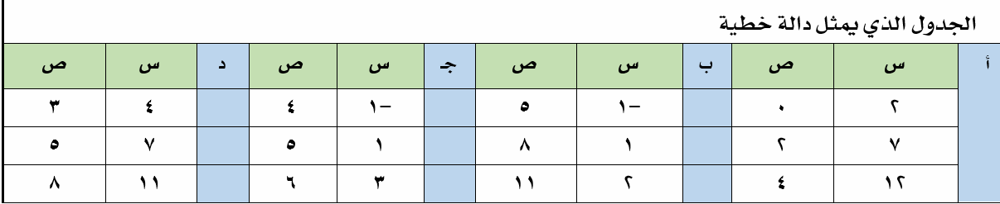 الجدول الذي يمثل دالة خطية
أ س ص ب س ص جـ س ص د س ص
٢ ٠ −١ ٥ −١ ٤ ٤ ٣
٧ ٢ ١ ٨ ١ ٥ ٧ ٥
١٢ ٤ ٢ ١١ ٣ ٦ ١١ ٨